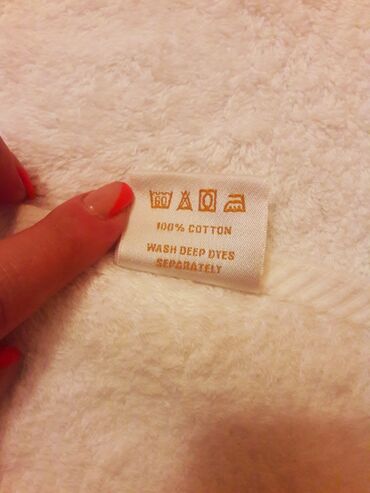 60
100% COTTON
WASH DEEP DYES
SEPARATELY